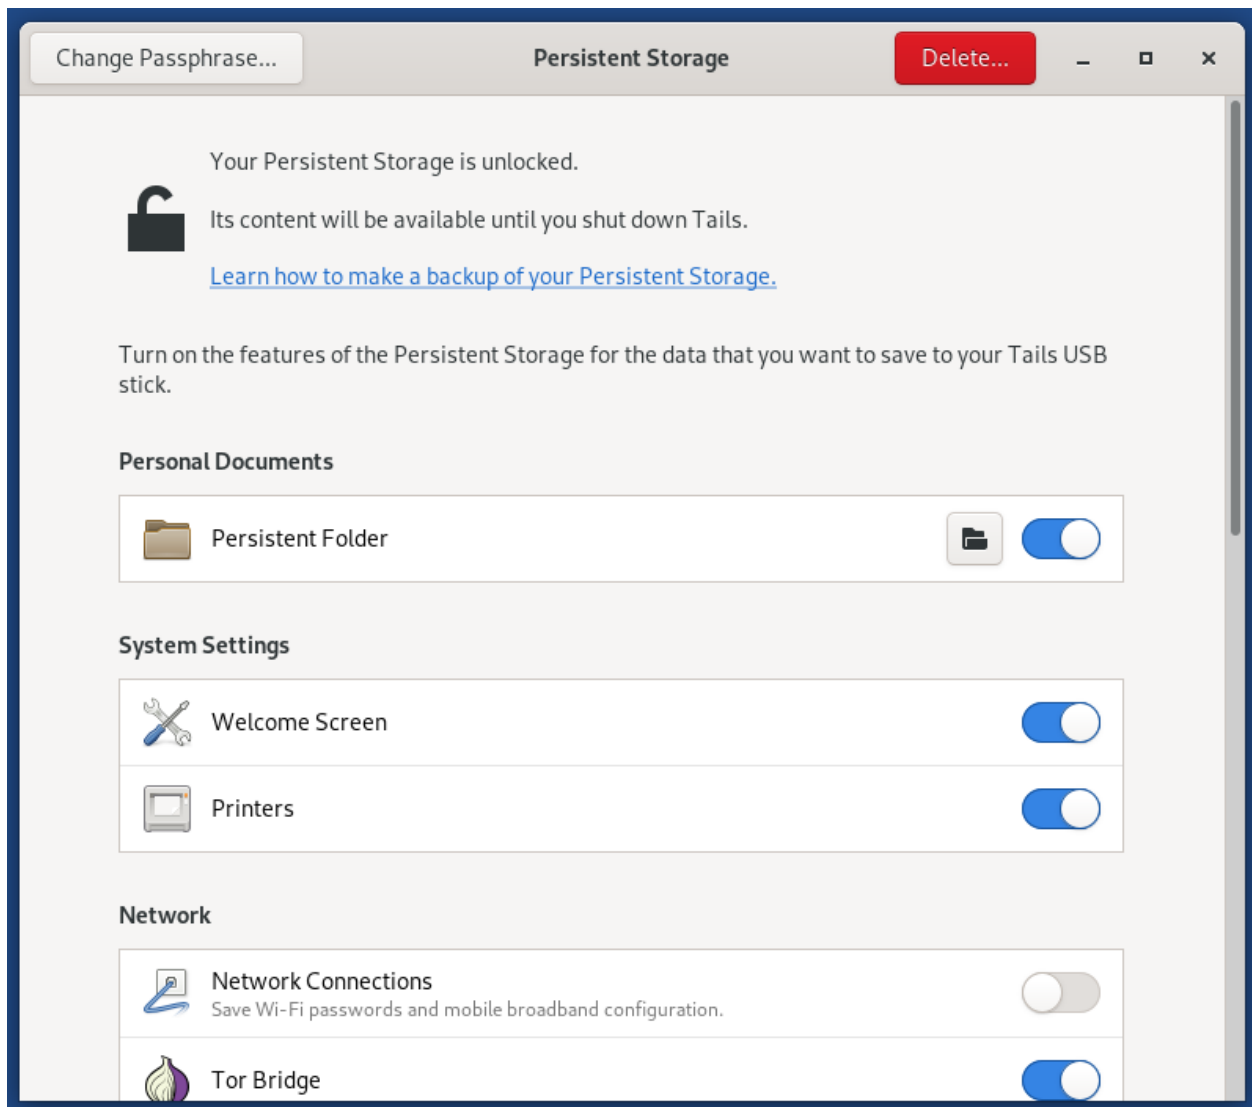 Change Passphrase...
Persistent Storage
Delete...
Your Persistent Storage is unlocked.
Its content will be available until you shut down Tails.
Learn how to make a backup of your Persistent Storage.
Turn on the features of the Persistent Storage for the data that you want to save to your Tails USB
stick.
Personal Documents
Persistent Folder
System Settings
Welcome Screen
Printers
Network
Network Connections
Save Wi-Fi passwords and mobile broadband configuration.
Tor Bridge